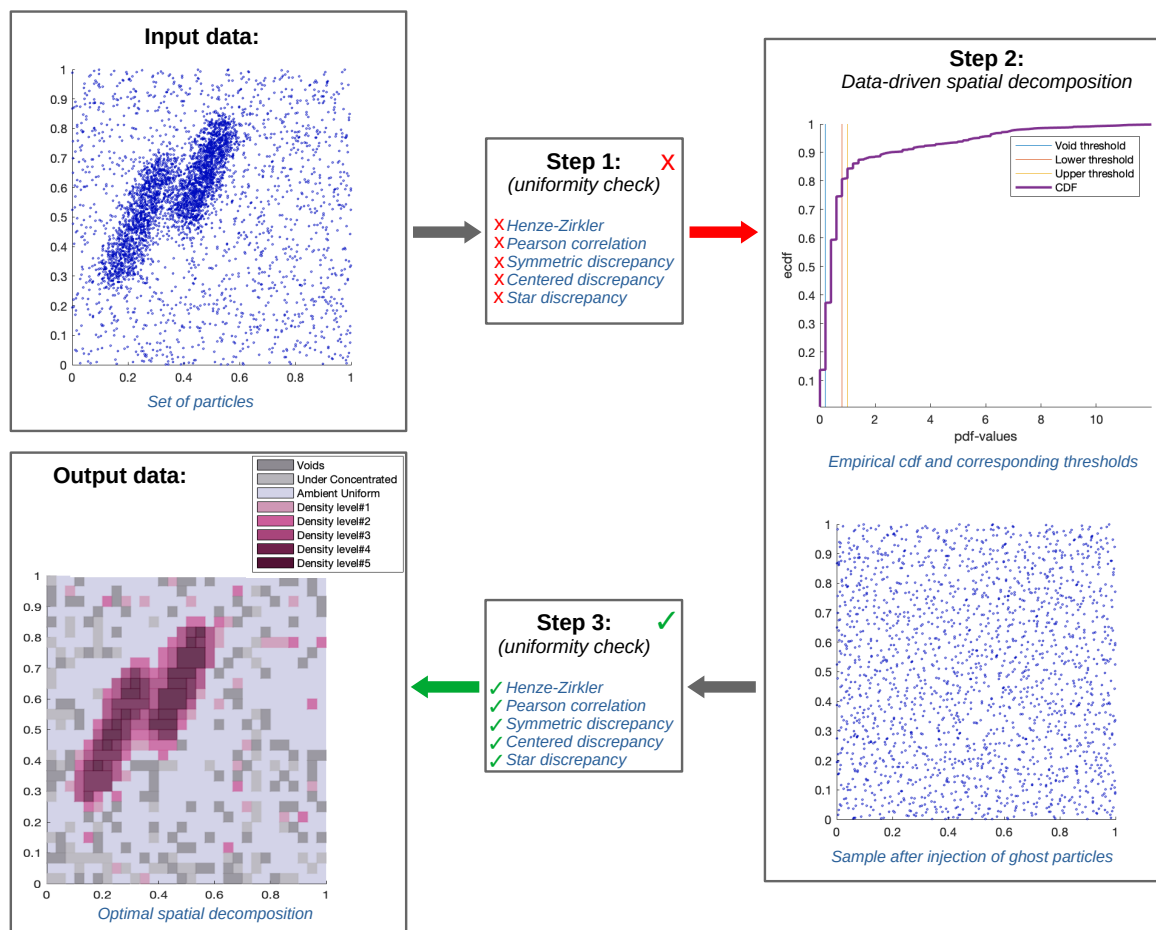 Input data:
1
0.9
0.8
0.7
0.6
0.5
0.4
0.3
0.2
0.1
0
0 0.2 0.4 0.6 0.8 1
Set of particles
Step 1: X
(uniformity check)
X Henze-Zirkler
X Pearson correlation
X Symmetric discrepancy
X Centered discrepancy
X Star discrepancy
Step 2:
Data-driven spatial decomposition
1
0.9
0.8
0.7
0.6
0.5
0.4
0.3
0.2
0.1
ecdf
Void threshold
Lower threshold
Upper threshold
CDF
0 2 4 6 8 10
pdf-values
Empirical cdf and corresponding thresholds
1
0.9
0.8
0.7
0.6
0.5
0.4
0.3
0.2
0.1
0
0 0.2 0.4 0.6 0.8 1
Sample after injection of ghost particles
Step 3: ✓
(uniformity check)
✓ Henze-Zirkler
✓ Pearson correlation
✓ Symmetric discrepancy
✓ Centered discrepancy
✓ Star discrepancy
Output data:
Voids
Under Concentrated
Ambient Uniform
Density level#1
Density level#2
Density level#3
Density level#4
Density level#5
1
0.9
0.8
0.7
0.6
0.5
0.4
0.3
0.2
0.1
0
0 0.2 0.4 0.6 0.8 1
Optimal spatial decomposition